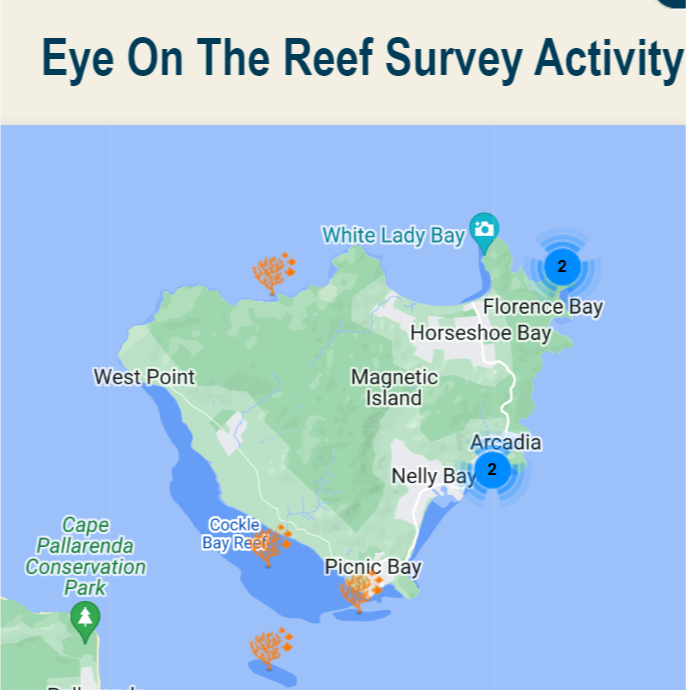 Eye On The Reef Survey Activity
White Lady Bay
2
Florence Bay
Horseshoe Bay
West Point
Magnetic
Island
Arcadia
Nelly Bay
2
Cockle
Bay Reef
Cape
Pallarenda
Conservation
Park
Picnic Bay